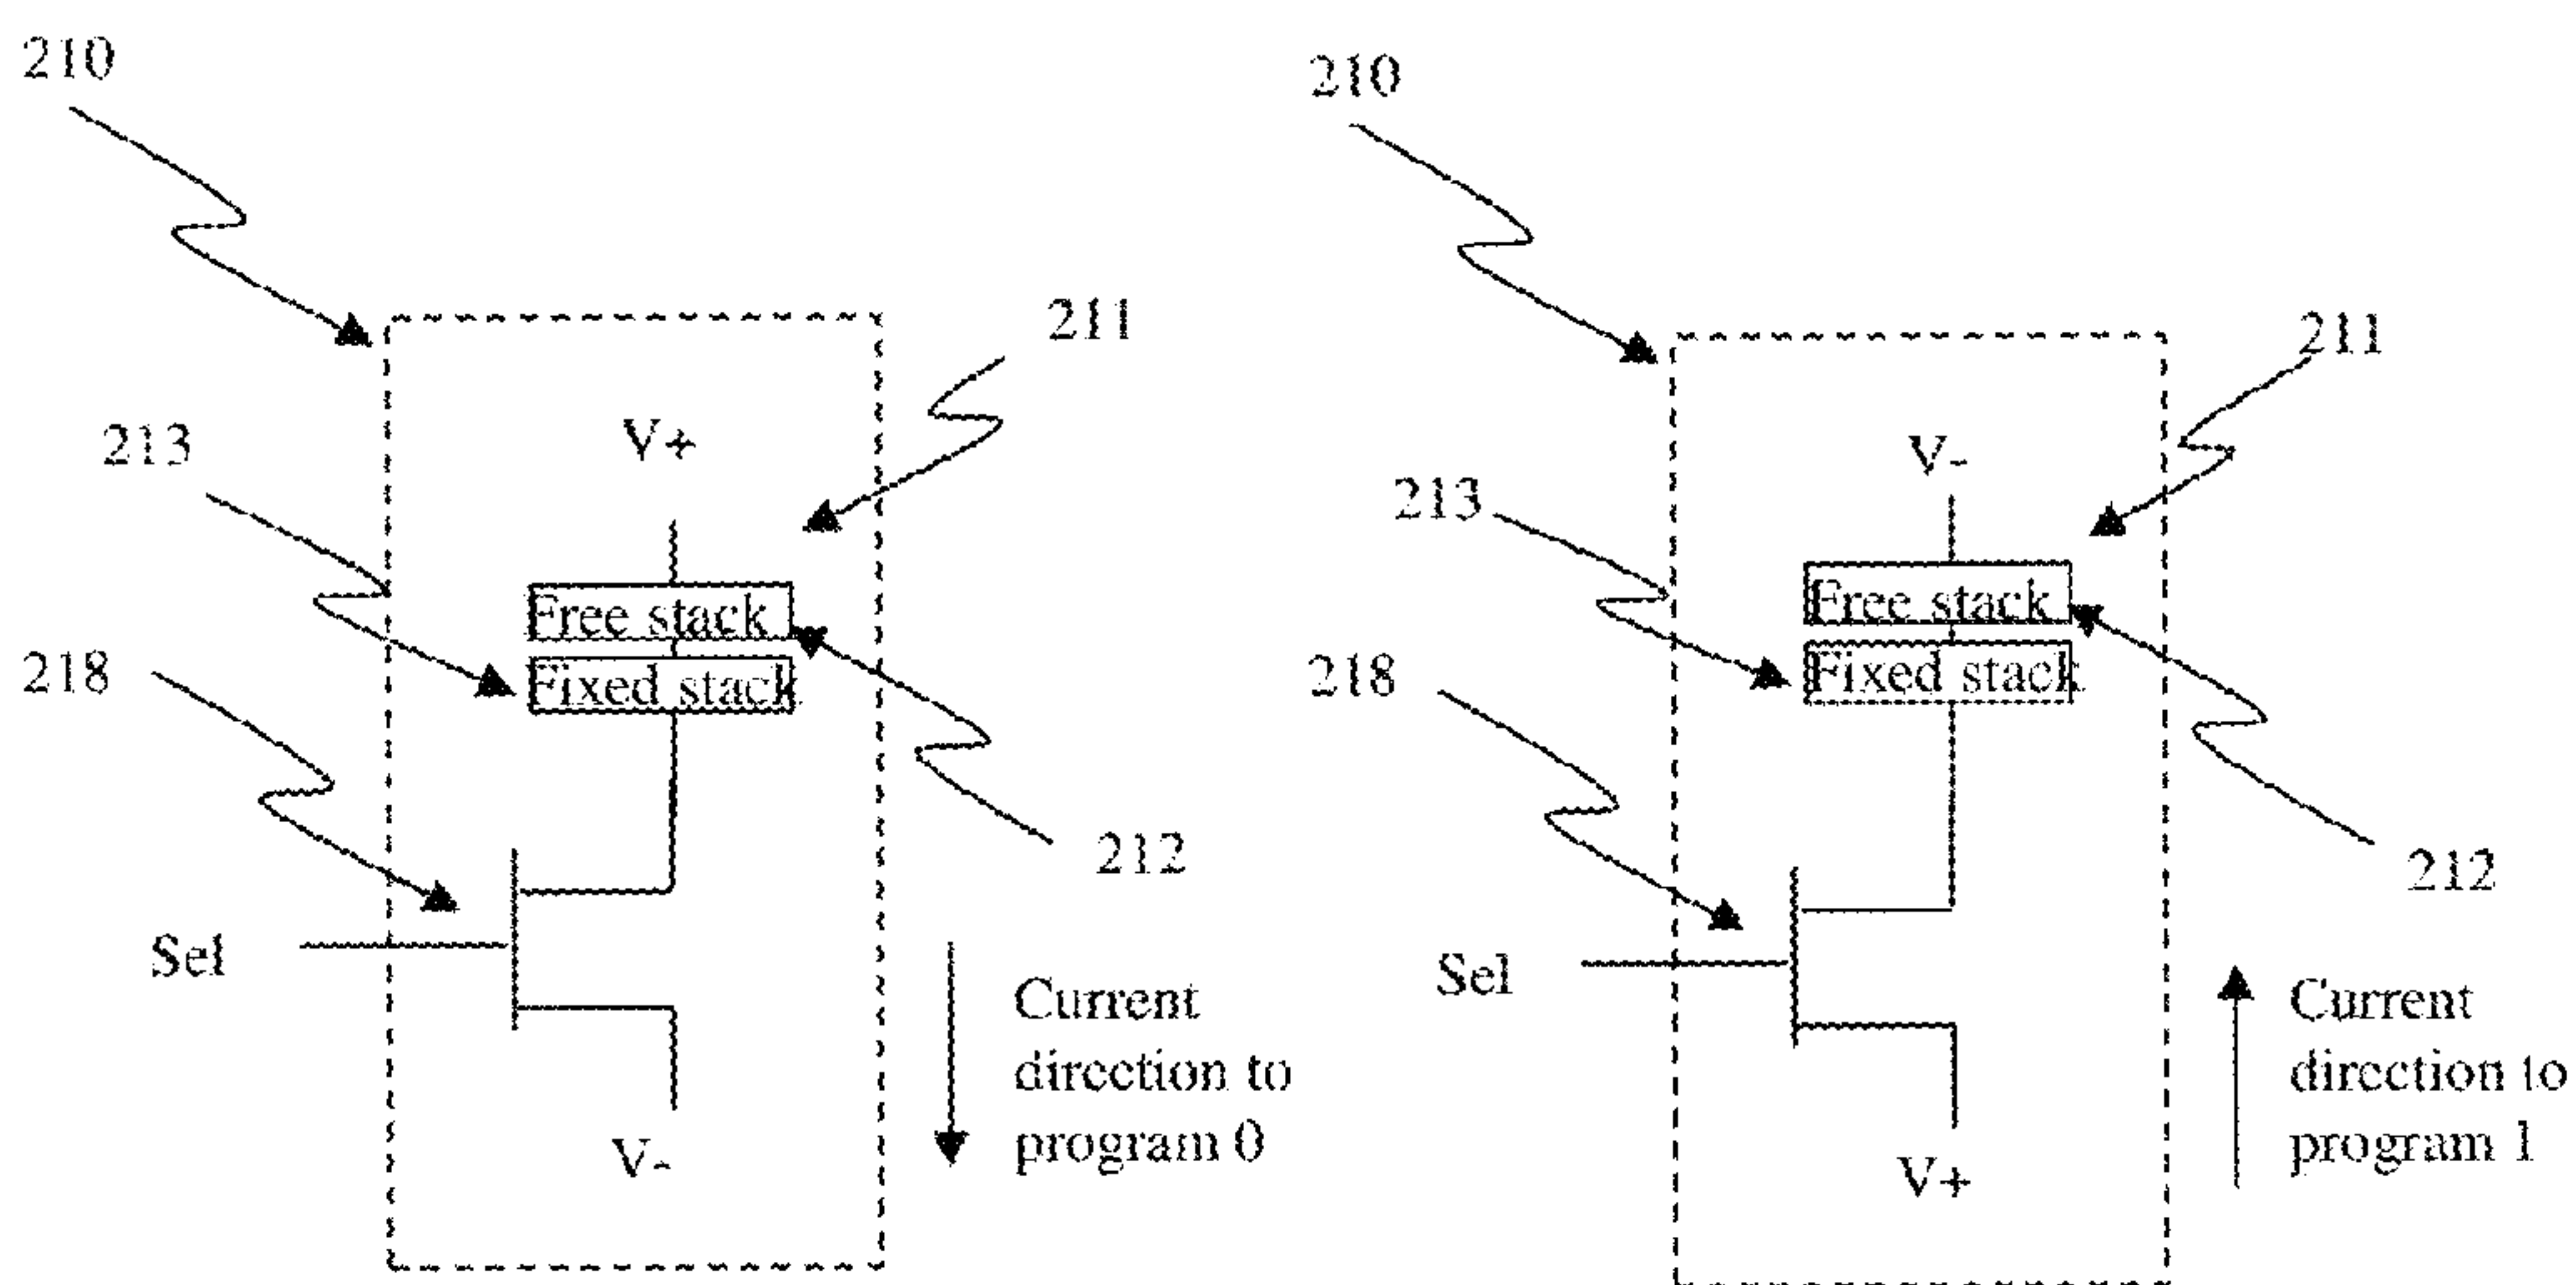 210
211
V+
213
Free stack
Fixed stack
218
212
Sel
Current
direction to
program 0
V-
210
211
V-
213
Free stack
Fixed stack
218
212
Sel
Current
direction to
program 1
V+